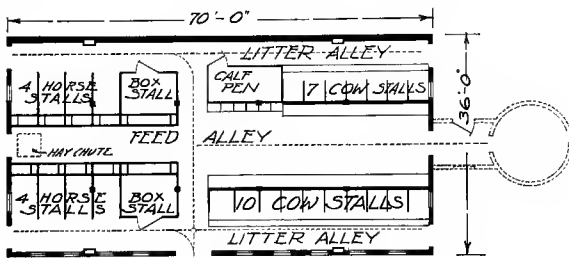 70'-0"
LITTER ALLEY
4 HORSE STALLS
BOX STALL
CALF PEN
7 COW STALLS
36'-0"
FEED ALLEY
HAY CHUTE
4 HORSE STALLS
BOX STALL
10 COW STALLS
LITTER ALLEY